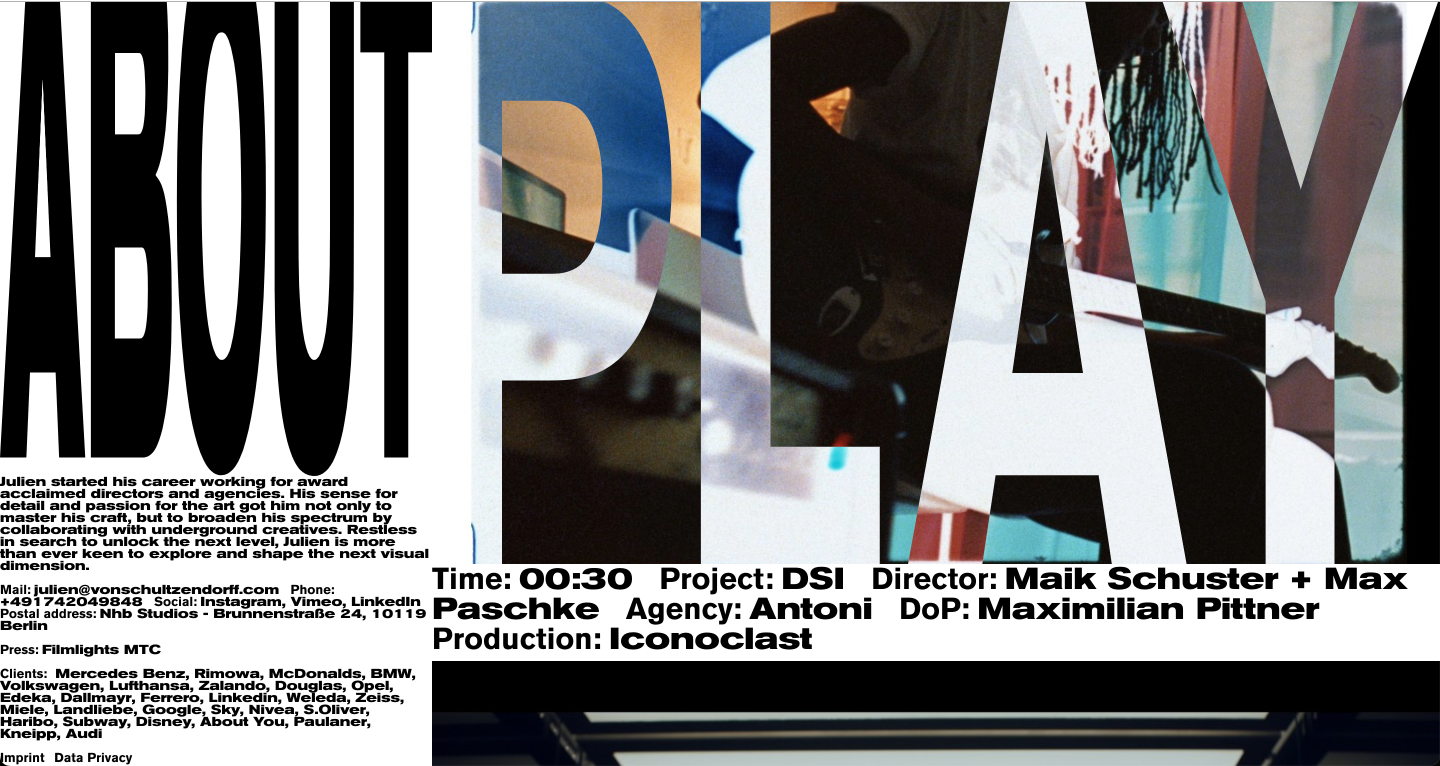 ABOUT
Julien started his career working for award
acclaimed directors and agencies. His sense for
detail and passion for the art got him not only to
master his craft, but to broaden his spectrum by
collaborating with underground creatives. Restless
in search to unlock the next level, Julien is more
than ever keen to explore and shape the next visual
dimension.
Mail: julien@vonschultzendorff.com Phone:
+491742049848 Social: Instagram, Vimeo, LinkedIn
Postal address: Nhb Studios - Brunnenstraße 24, 10119
Berlin
Press: Filmlights MTC
Clients: Mercedes Benz, Rimowa, McDonalds, BMW,
Volkswagen, Lufthansa, Zalando, Douglas, Opel,
Edeka, Dallmayr, Ferrero, Linkedin, Weleda, Zeiss,
Miele, Landliebe, Google, Sky, Nivea, S.Oliver,
Haribo, Subway, Disney, About You, Paulaner,
Kneipp, Audi
Imprint Data Privacy
PLAY
Time: 00:30 Project: DSI Director: Maik Schuster + Max
Paschke Agency: Antoni DoP: Maximilian Pittner
Production: Iconoclast